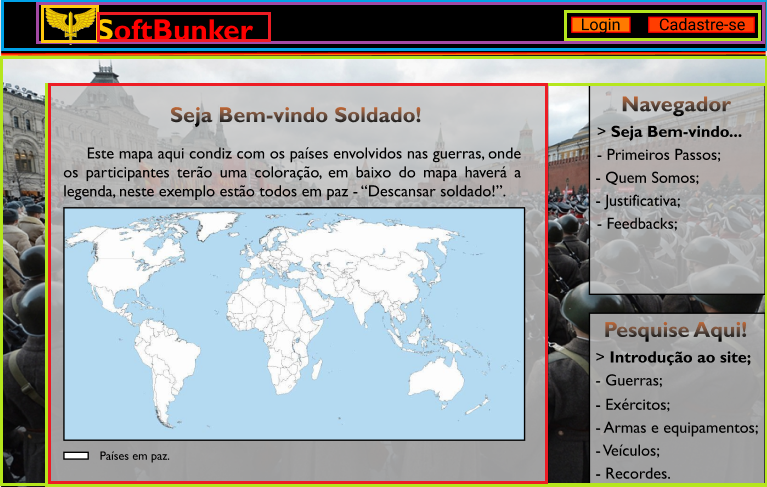 SoftBunker
Login
Cadastre-se
Seja Bem-vindo Soldado!
Este mapa aqui condiz com os países envolvidos nas guerras, onde
os participantes terão uma coloração, em baixo do mapa haverá a
legenda, neste exemplo estão todos em paz - “Descansar soldado!”.
Países em paz.
Navegador
> Seja Bem-vindo...
- Primeiros Passos;
- Quem Somos;
- Justificativa;
- Feedbacks;
Pesquise Aqui!
> Introdução ao site;
- Guerras;
- Exércitos;
- Armas e equipamentos;
- Veículos;
- Recordes.